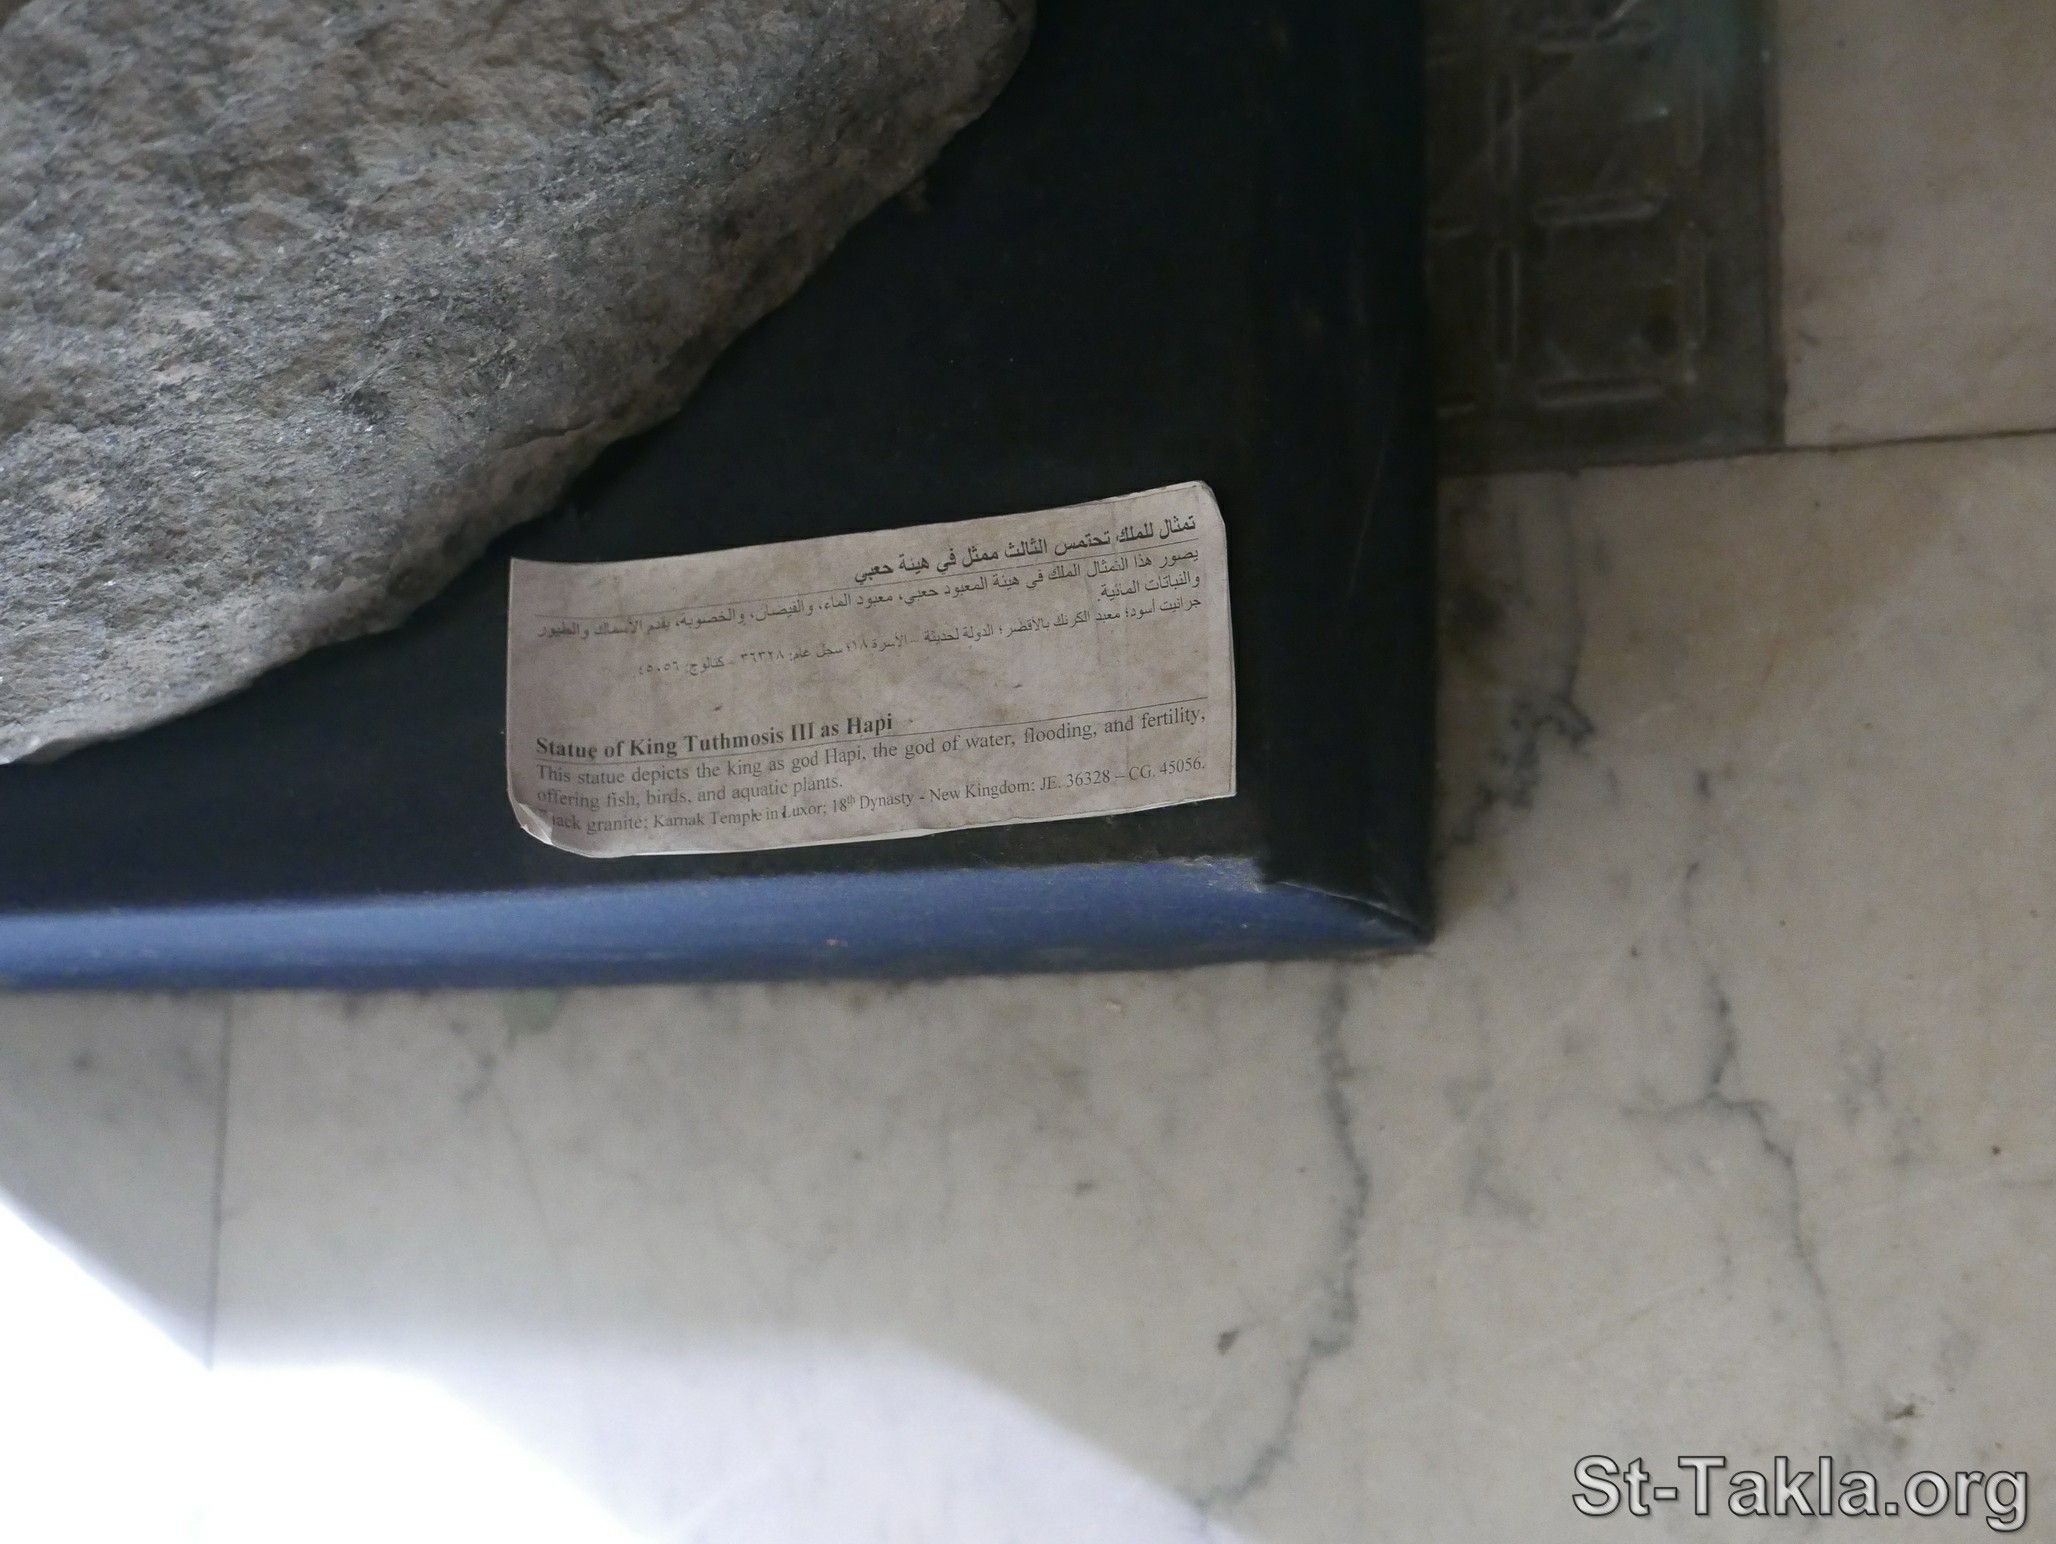 تمثال للملك تحتمس الثالث ممثل في هيئة حعبي
يصور هذا التمثال الملك في هيئة المعبود حعبي، معبود الماء، والفيضان، والخصوبة، يقدم الأسماك والطيور
والنباتات المائية.
جرانيت أسود؛ معبد الكرنك بالأقصر؛ الدولة لحديثة – الأسرة ١٨؛ سجل عام: ٣٦٣٢٨ – كتالوج: ٤٥٠٥٦
Statue of King Tuthmosis III as Hapi
This statue depicts the king as god Hapi, the god of water, flooding, and fertility,
offering fish, birds, and aquatic plants.
granite; Karnak Temple in Luxor; 18th Dynasty - New Kingdom; JE. 36328 – CG. 45056.
St-Takla.org